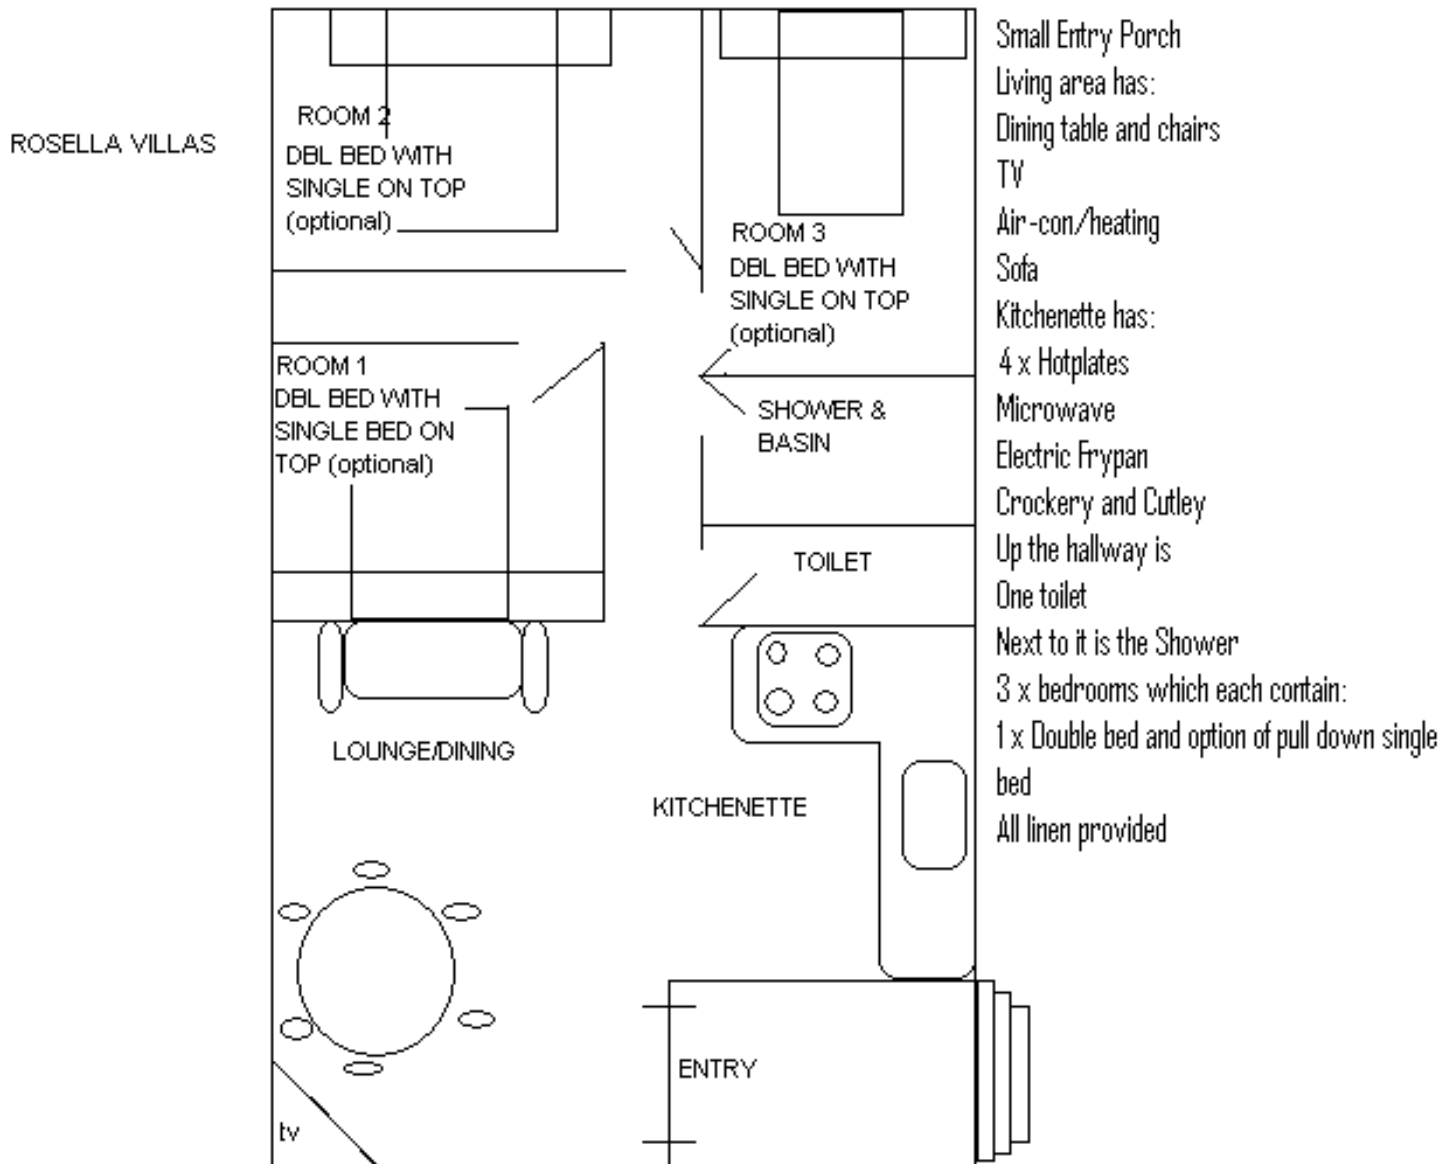 ROSELLA VILLAS
ROOM 2
DBL BED WITH
SINGLE ON TOP
(optional)
ROOM 3
DBL BED WITH
SINGLE ON TOP
(optional)
ROOM 1
DBL BED WITH
SINGLE BED ON
TOP (optional)
SHOWER &
BASIN
TOILET
LOUNGE/DINING
KITCHENETTE
ENTRY
tv
Small Entry Porch
Living area has:
Dining table and chairs
TV
Air-con/heating
Sofa
Kitchenette has:
4 x Hotplates
Microwave
Electric Frypan
Crockery and Cutley
Up the hallway is
One toilet
Next to it is the Shower
3 x bedrooms which each contain:
1 x Double bed and option of pull down single
bed
All linen provided